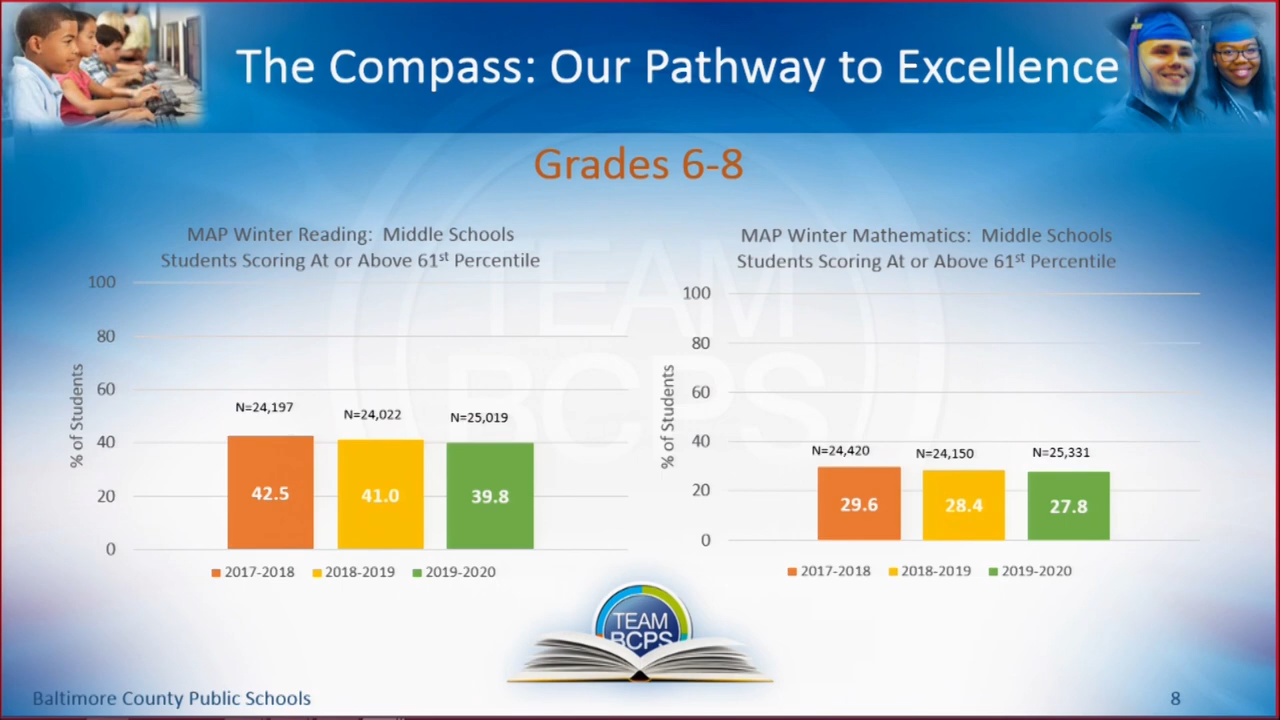 The Compass: Our Pathway to Excellence
Grades 6-8
MAP Winter Reading: Middle Schools
Students Scoring At or Above 61st Percentile
100
80
60
40
20
0
% of Students
N=24,197
N=24,022
N=25,019
42.5
41.0
39.8
2017-2018
2018-2019
2019-2020
MAP Winter Mathematics: Middle Schools
Students Scoring At or Above 61st Percentile
100
80
60
40
20
0
% of Students
N=24,420
N=24,150
N=25,331
29.6
28.4
27.8
2017-2018
2018-2019
2019-2020
TEAM
BCPS
TEAM
BCPS
Baltimore County Public Schools
8